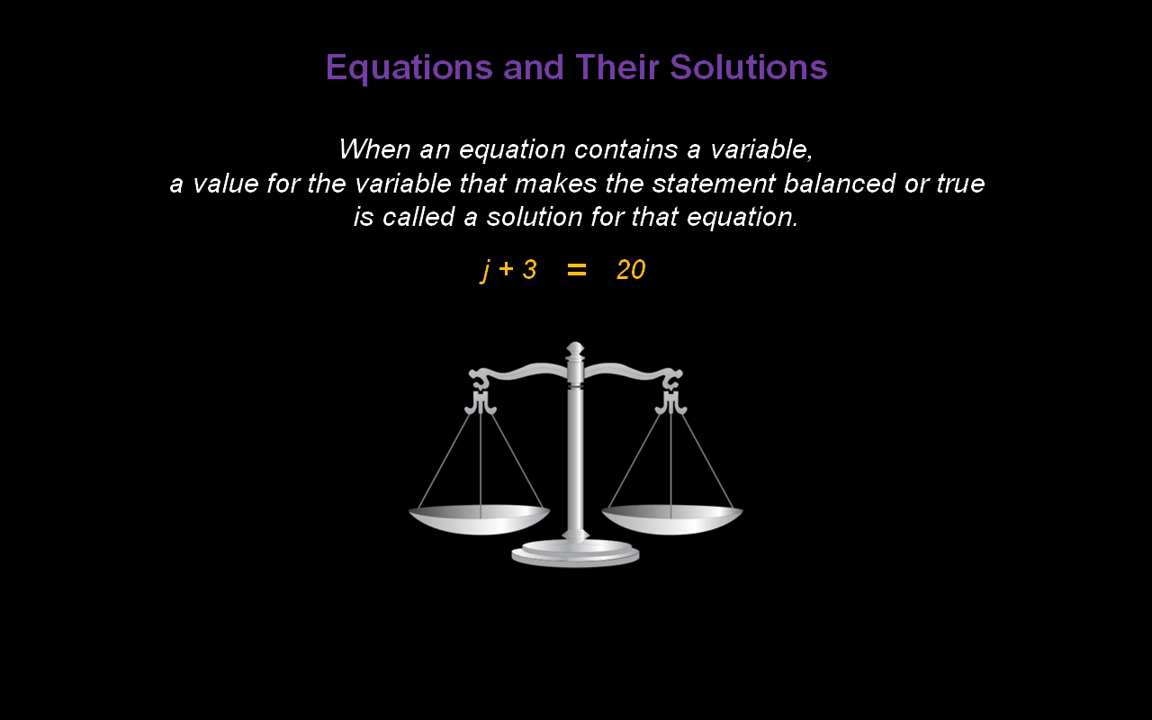 Equations and Their Solutions
When an equation contains a variable,
a value for the variable that makes the statement balanced or true
is called a solution for that equation.
j + 3 = 20